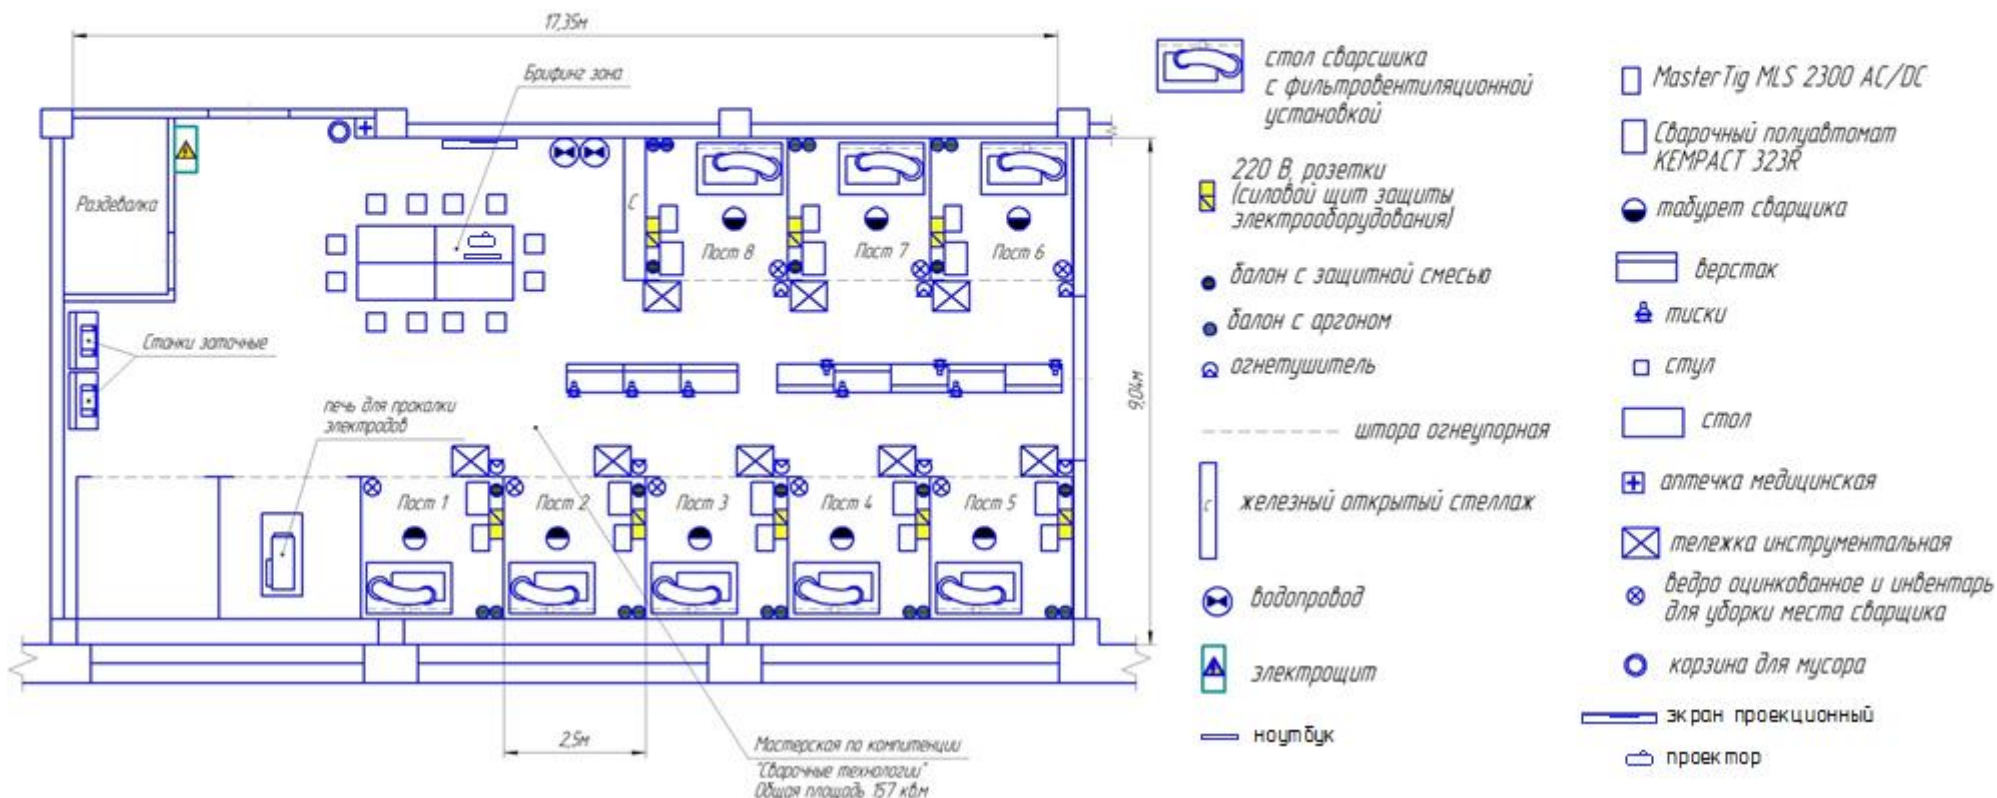 17,35м
Брифинг зона
Раздевалка
С
Пост 8
Пост 7
Пост 6
Станки заточные
печь для прокалки
электродов
9,04м
Пост 1
Пост 2
Пост 3
Пост 4
Пост 5
2,5м
Мастерская по компитенции
"Сварочные технологии"
Общая площадь 157 кв.м
стол сварсшика
с фильтровентиляционной
установкой
220 В, розетки
(силовой щит защиты
электрооборудования)
балон с защитной смесью
балон с аргоном
огнетушитель
штора огнеупорная
С
железный открытый стеллаж
водопровод
электрощит
ноутбук
MasterTig MLS 2300 AC/DC
Сварочный полуавтомат
KEMPACT 323R
табурет сварщика
верстак
тиски
стул
стол
аптечка медицинская
тележка инструментальная
ведро оцинкованное и инвентарь
для уборки места сварщика
корзина для мусора
экран проекционный
проектор